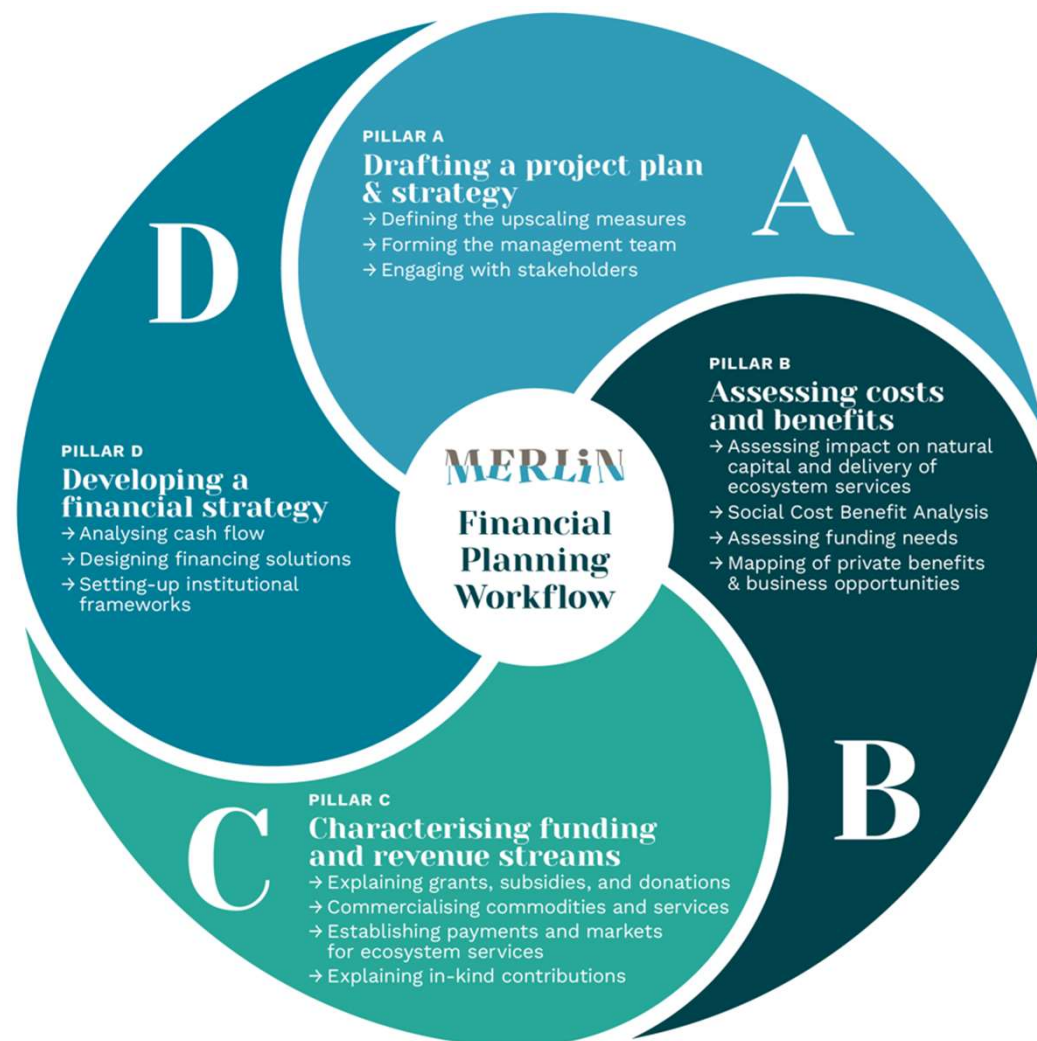 PILLAR A
Drafting a project plan
& strategy
→ Defining the upscaling measures
→ Forming the management team
→ Engaging with stakeholders
A
PILLAR B
Assessing costs
and benefits
→ Assessing impact on natural
capital and delivery of
ecosystem services
→ Social Cost Benefit Analysis
→ Assessing funding needs
→ Mapping of private benefits
& business opportunities
B
PILLAR C
Characterising funding
and revenue streams
→ Explaining grants, subsidies, and donations
→ Commercialising commodities and services
→ Establishing payments and markets
for ecosystem services
→ Explaining in-kind contributions
C
PILLAR D
Developing a
financial strategy
→ Analysing cash flow
→ Designing financing solutions
→ Setting-up institutional
frameworks
D
MERLiN
Financial
Planning
Workflow